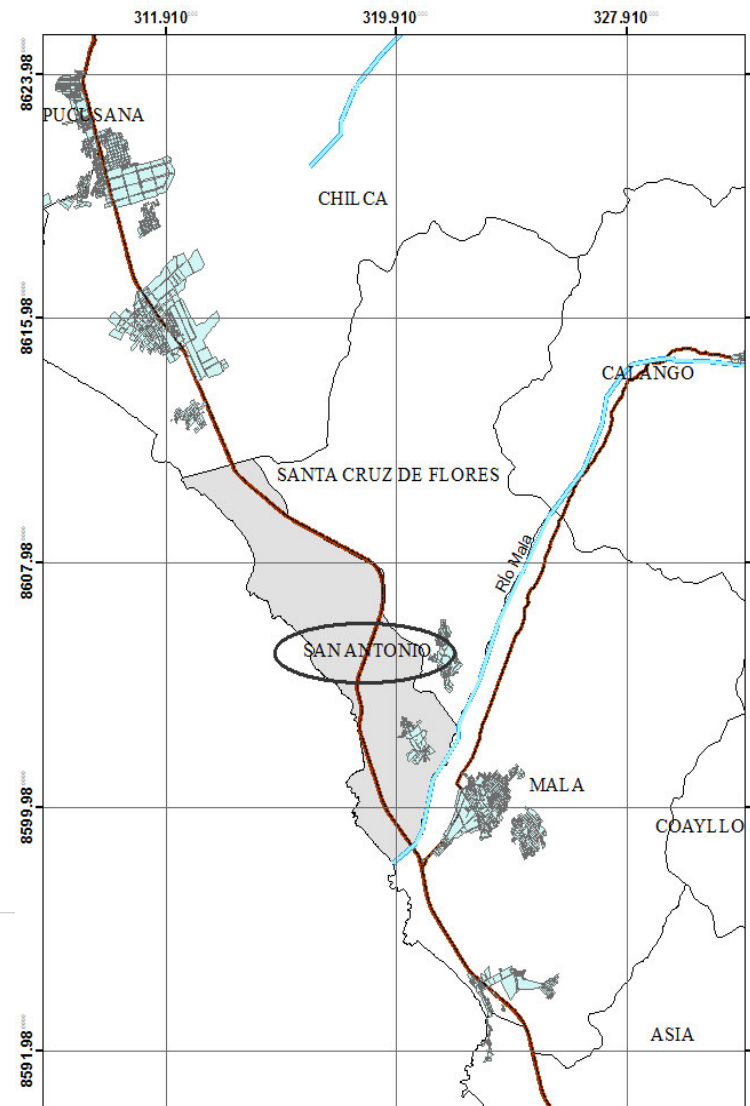 311.910
319.910
327.910
8623.98
PUCUSANA
CHILCA
8615.98
CALANGO
SANTA CRUZ DE FLORES
8607.98
Río Mala
SAN ANTONIO
MALA
8599.98
COAYLLO
ASIA
8591.98